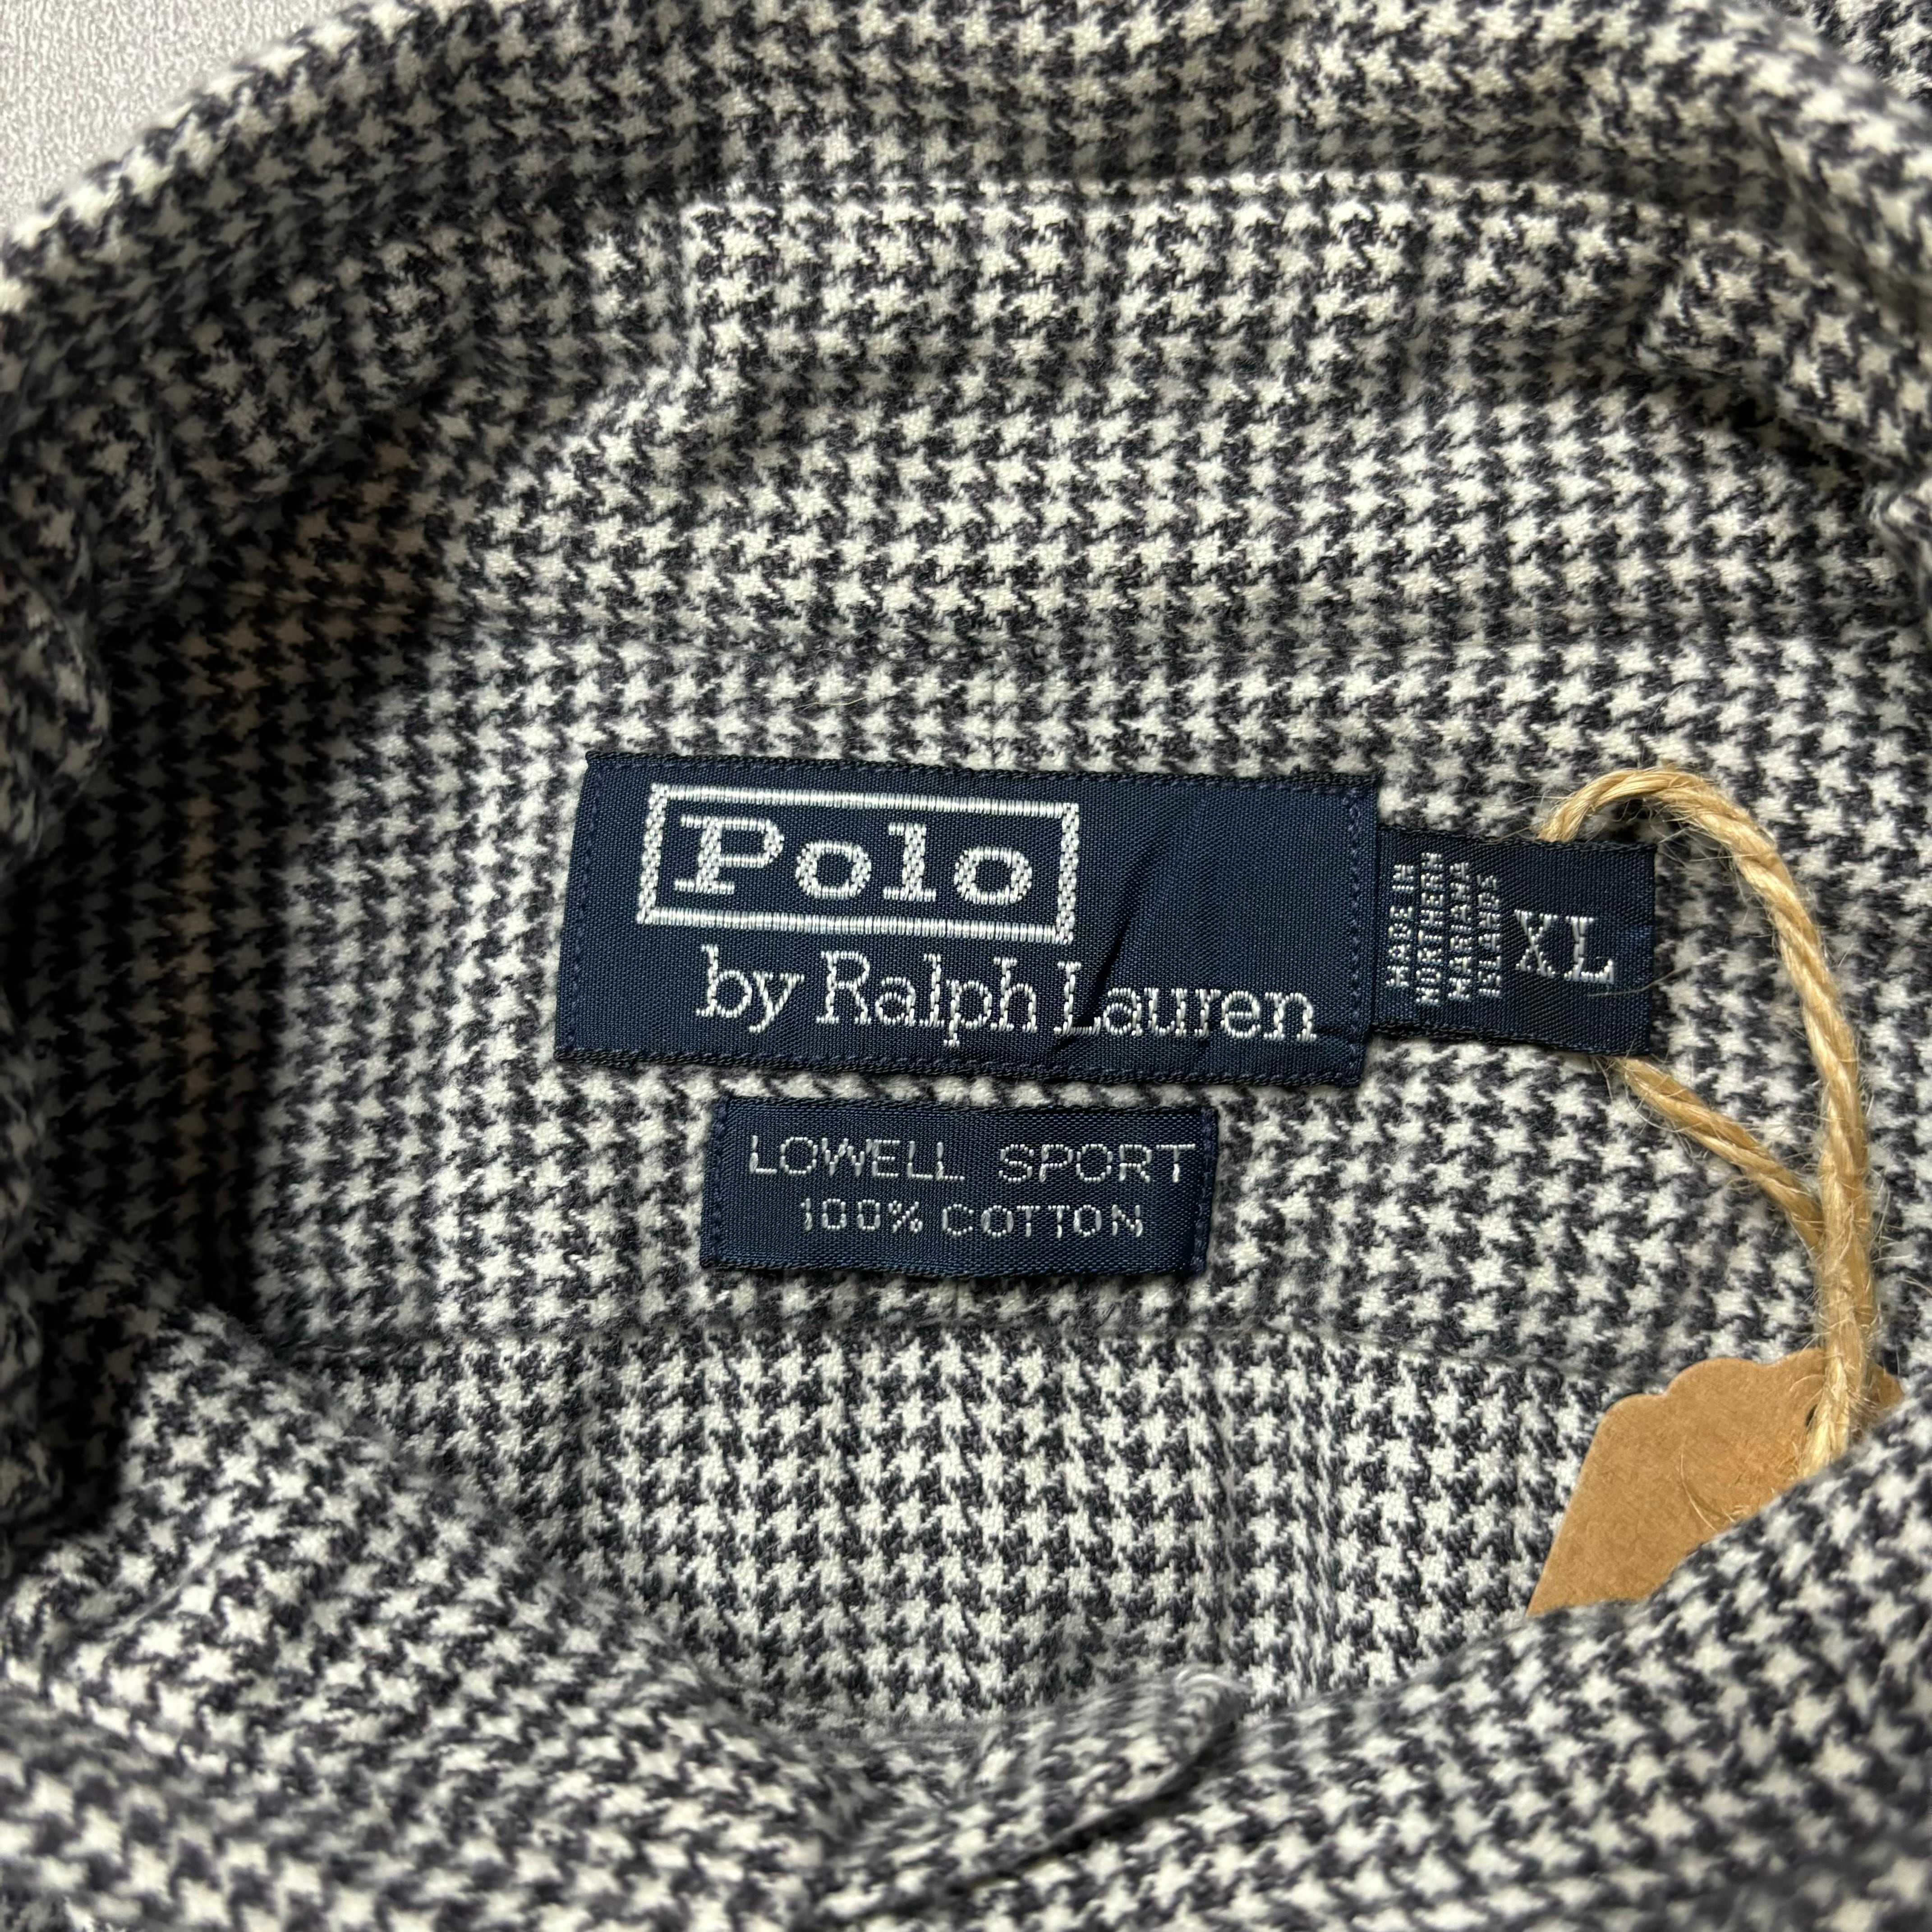 Polo
by Ralph Lauren
MADE IN
NORTHERN
MARIANA
ISLANDS
XL
LOWELL SPORT
100% COTTON